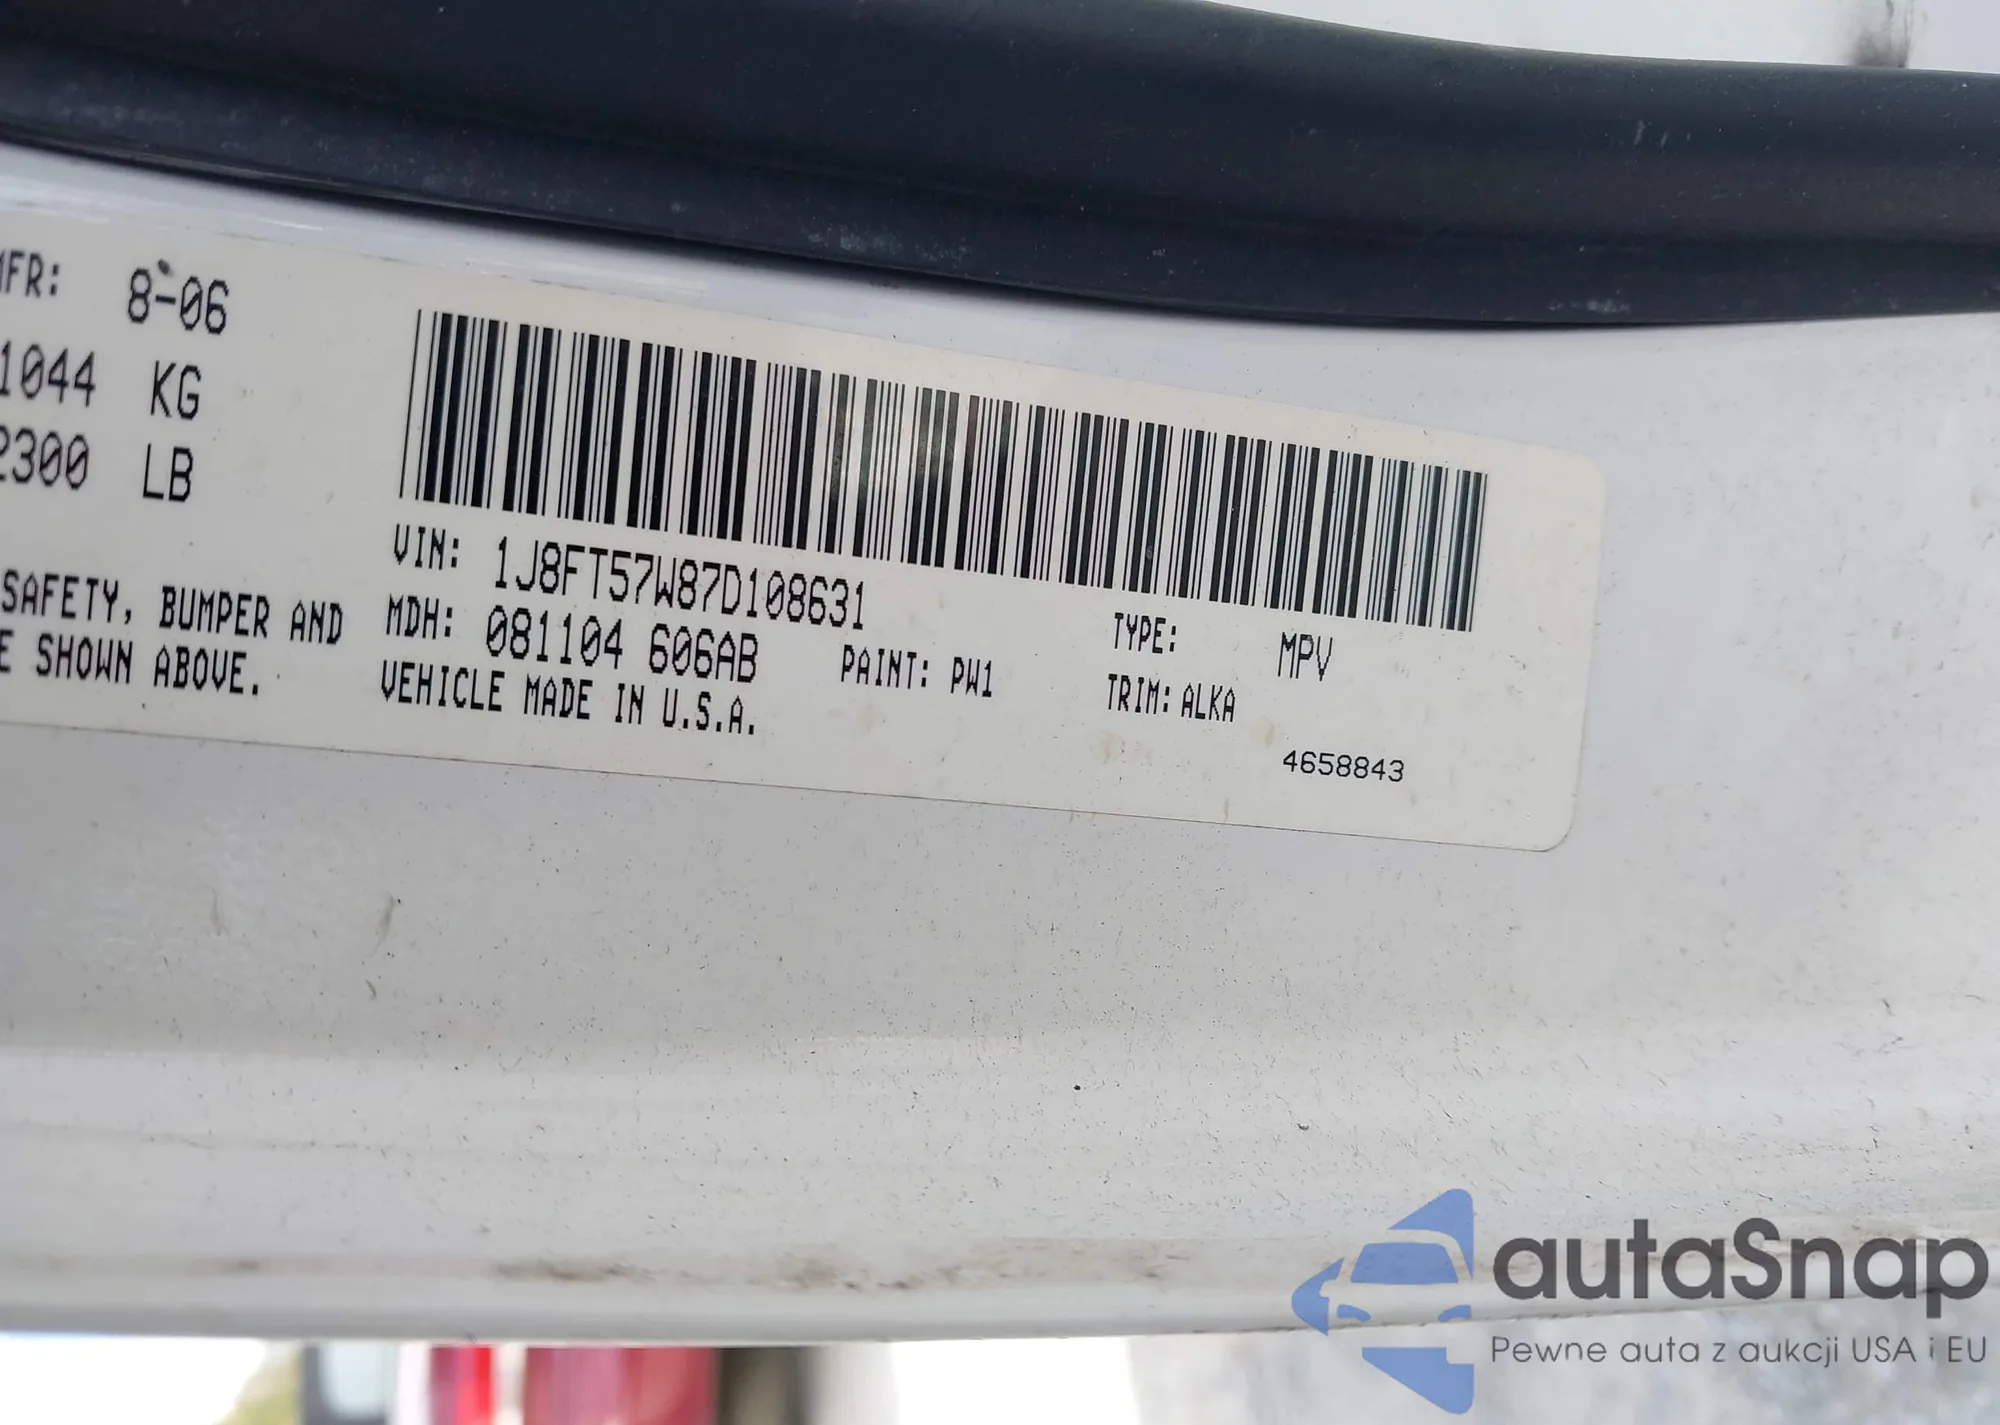 MFR: 8-06
1044 KG
2300 LB
SAFETY, BUMPER AND
E SHOWN ABOVE.
VIN: 1J8FT57W87D108631
MDH: 081104 606AB
PAINT: PW1
VEHICLE MADE IN U.S.A.
TYPE: MPV
TRIM: ALKA
4658843
autaSnap
Pewne auta z aukcji USA i EU